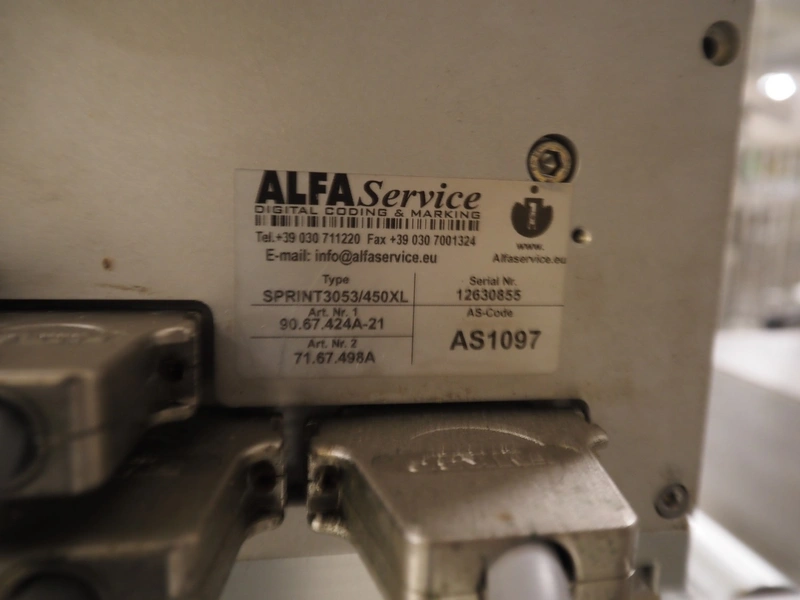 ALFA Service
DIGITAL CODING & MARKING
Tel.+39 030 711220 Fax +39 030 7001324
E-mail: info@alfaservice.eu
www.
Alfaservice.eu
Type
SPRINT3053/450XL
Serial Nr.
12630855
Art. Nr. 1
90.67.424A-21
AS-Code
AS1097
Art. Nr. 2
71.67.498A